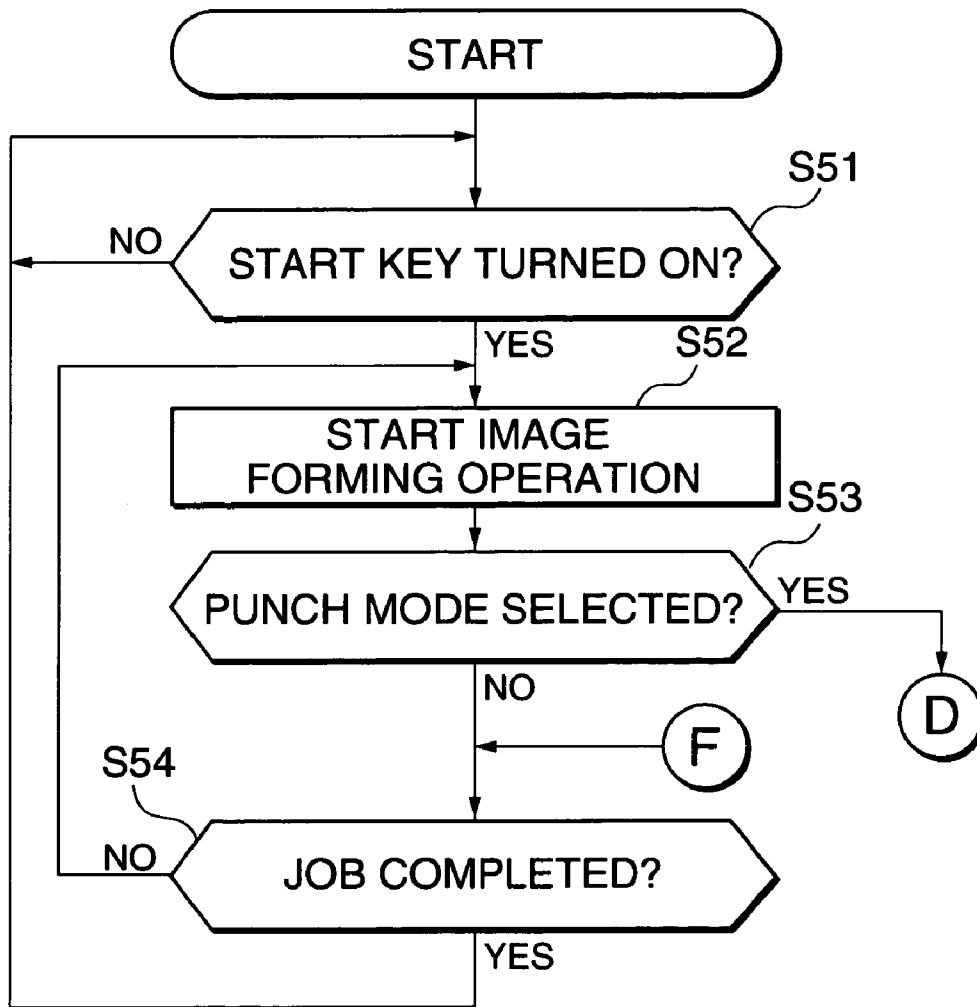 START
S51
NO
START KEY TURNED ON?
YES
S52
START IMAGE
FORMING OPERATION
S53
PUNCH MODE SELECTED?
YES
NO
D
F
S54
NO
JOB COMPLETED?
YES